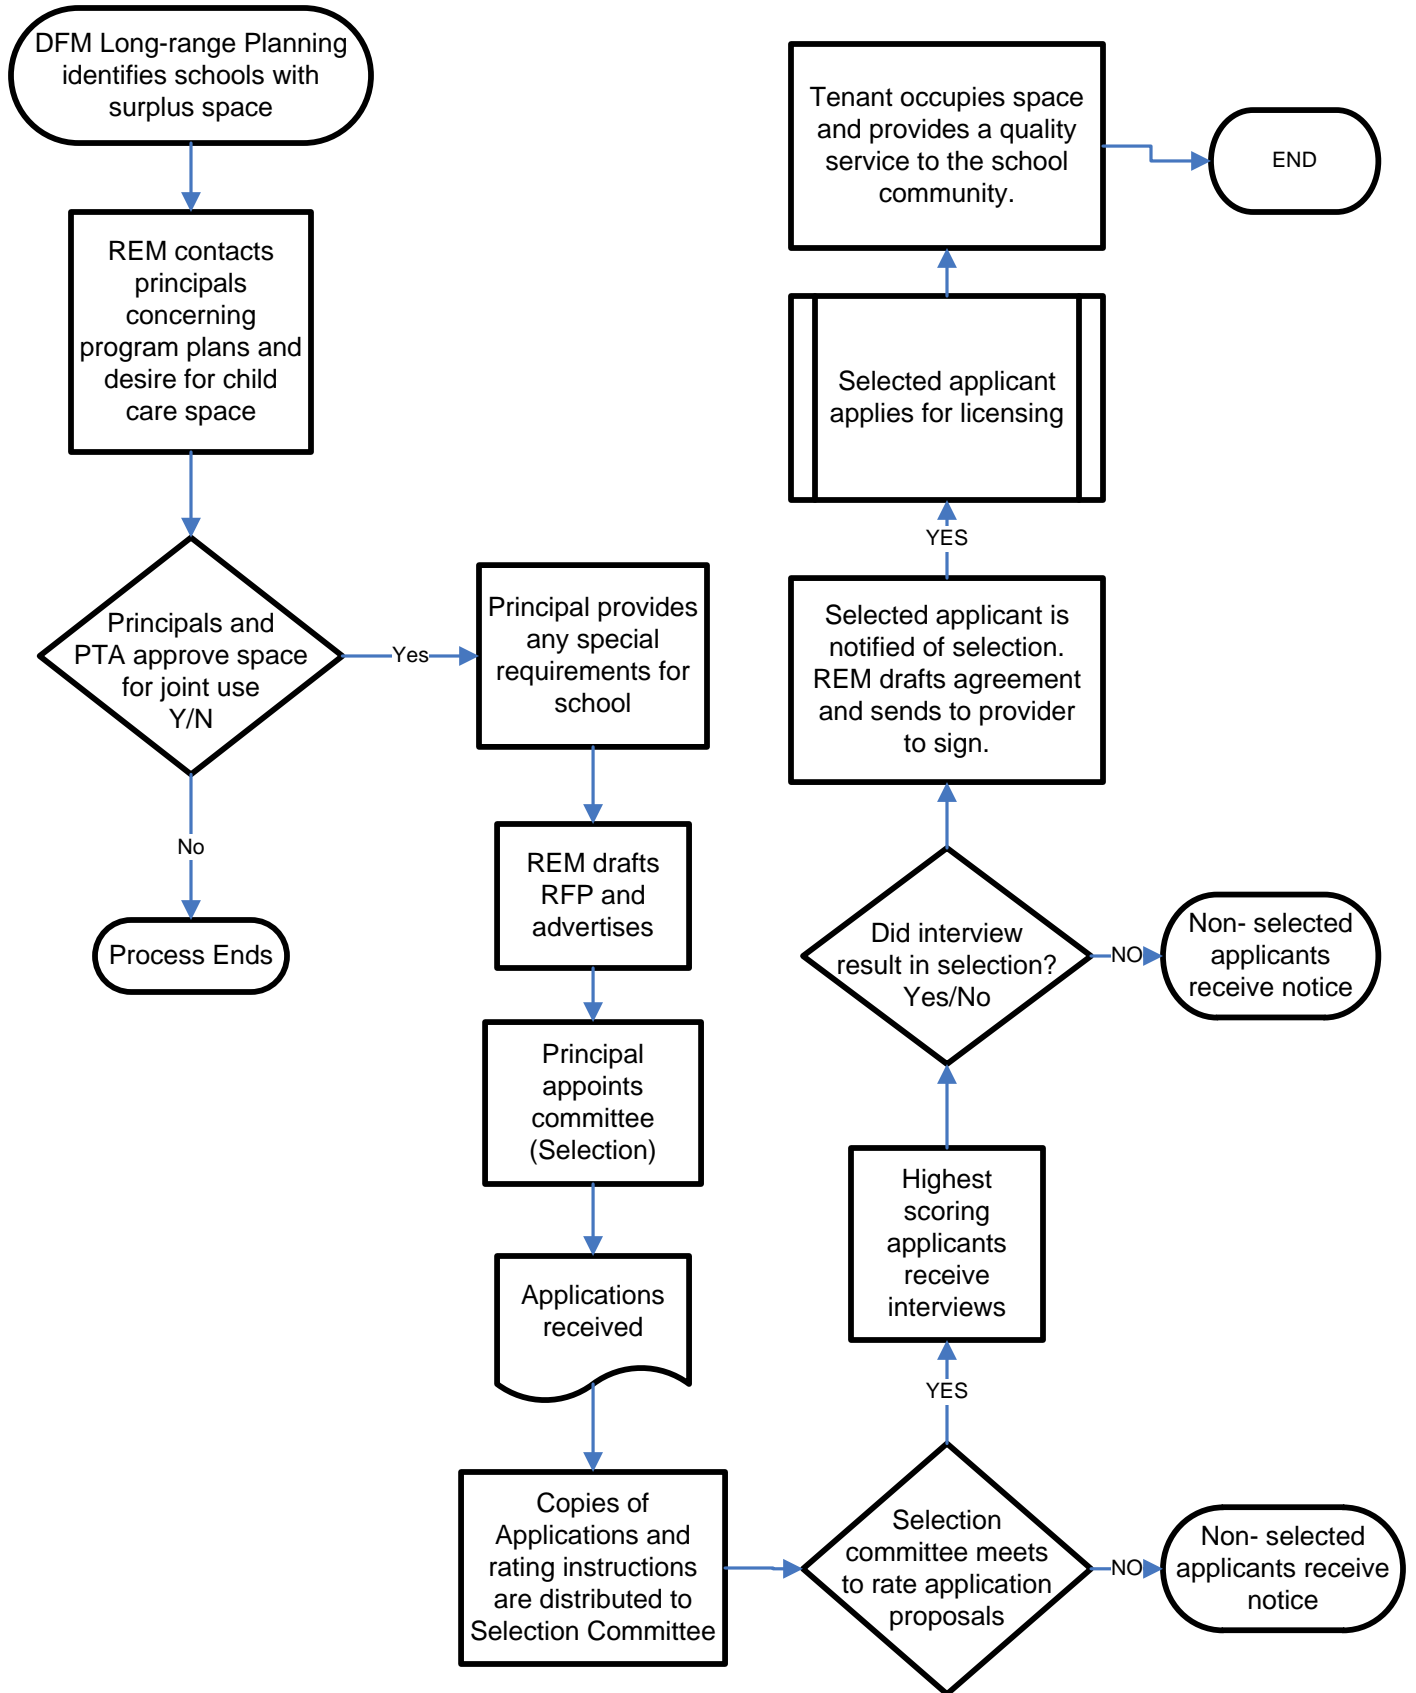 DFM Long-range Planning
identifies schools with
surplus space
REM contacts
principals
concerning
program plans and
desire for child
care space
Principals and
PTA approve space
for joint use
Y/N
No
Process Ends
Yes
Principal provides
any special
requirements for
school
REM drafts
RFP and
advertises
Principal
appoints
committee
(Selection)
Applications
received
Copies of
Applications and
rating instructions
are distributed to
Selection Committee
Selection
committee meets
to rate application
proposals
NO
Non- selected
applicants receive
notice
YES
Highest
scoring
applicants
receive
interviews
Did interview
result in selection?
Yes/No
NO
Non- selected
applicants
receive notice
Selected applicant is
notified of selection.
REM drafts agreement
and sends to provider
to sign.
YES
Selected applicant
applies for licensing
Tenant occupies space
and provides a quality
service to the school
community.
END